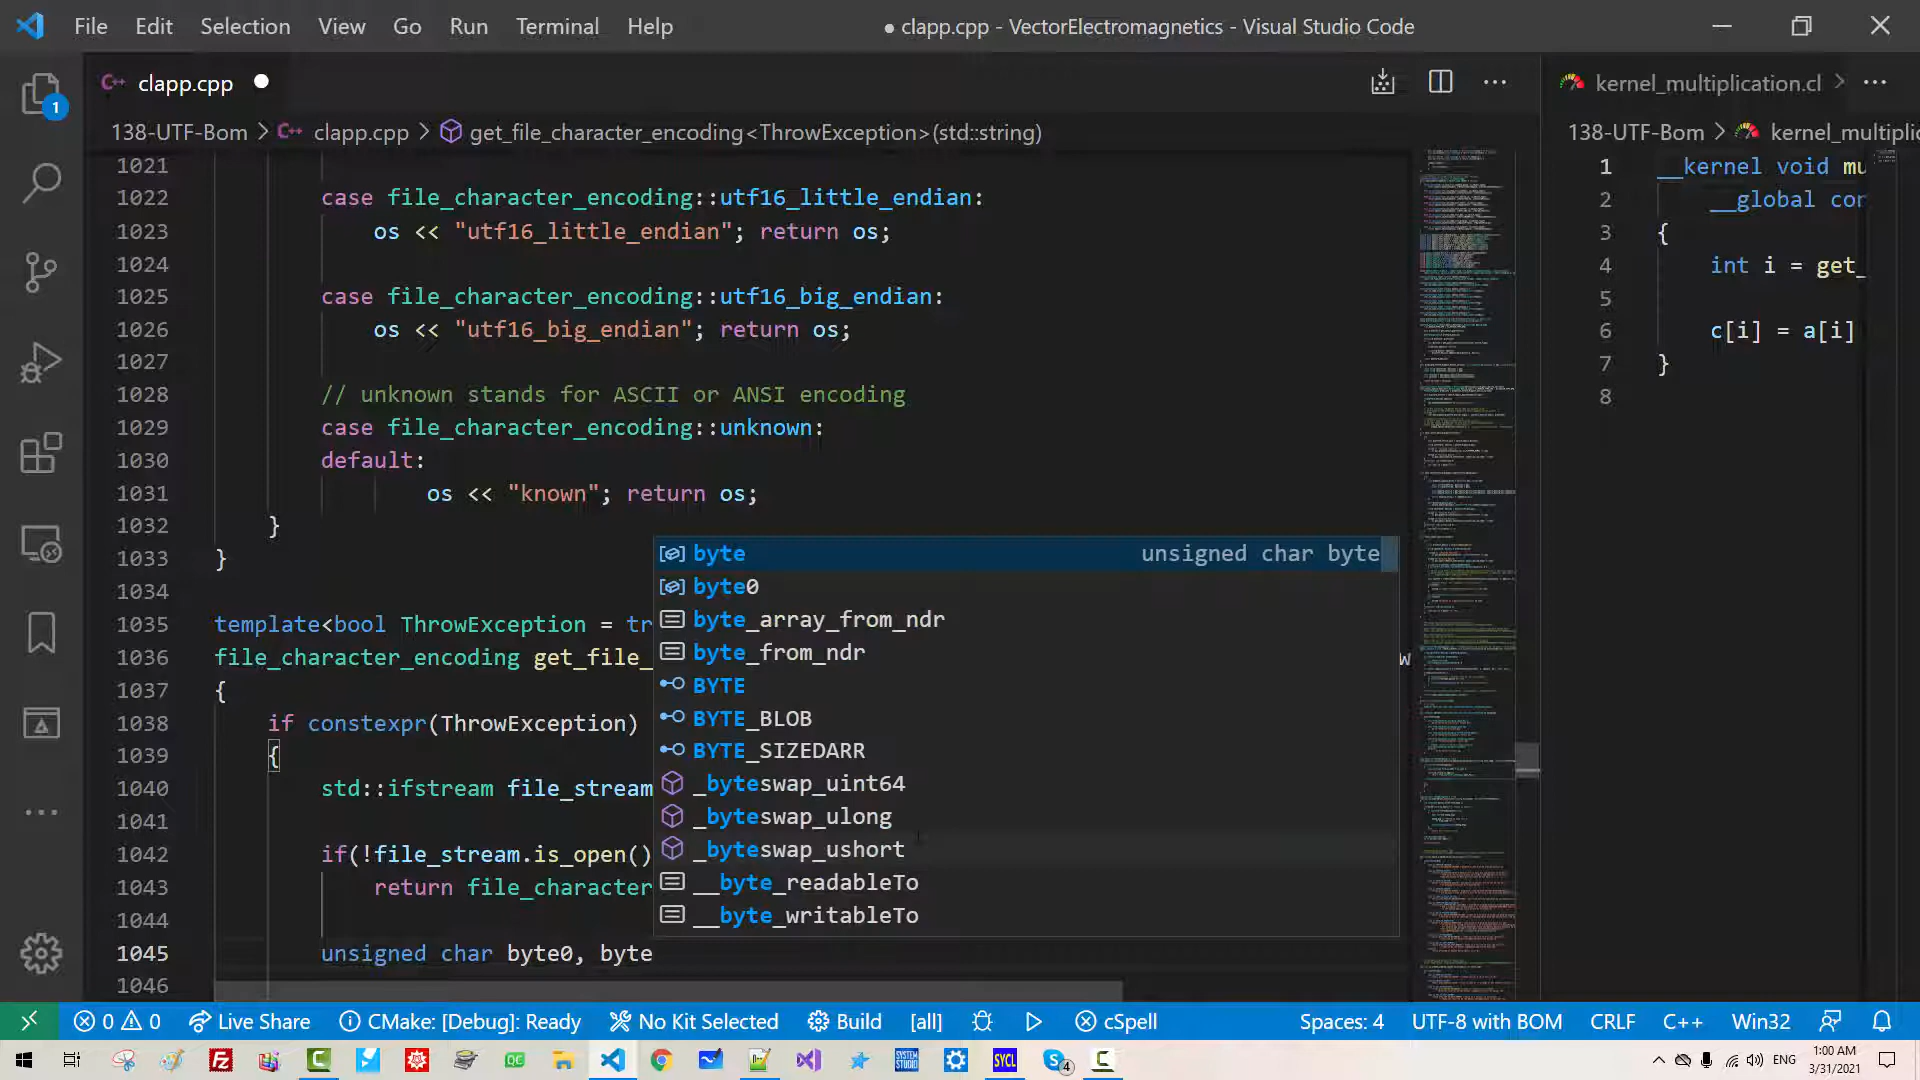 File Edit Selection View Go Run Terminal Help
● clapp.cpp - VectorElectromagnetics - Visual Studio Code
C++ clapp.cpp ●
kernel_multiplication.cl
138-UTF-Bom > C++ clapp.cpp > get_file_character_encoding<ThrowException>(std::string)
138-UTF-Bom > kernel_multiplic
1
1021
1022 case file_character_encoding::utf16_little_endian:
1023 os << "utf16_little_endian"; return os;
1024
1025 case file_character_encoding::utf16_big_endian:
1026 os << "utf16_big_endian"; return os;
1027
1028 // unknown stands for ASCII or ANSI encoding
1029 case file_character_encoding::unknown:
1030 default:
1031 os << "known"; return os;
1032 }
1033 }
1034
1035 template<bool ThrowException = tr
1036 file_character_encoding get_file_
1037 {
1038 if constexpr(ThrowException)
1039 {
1040 std::ifstream file_stream
1041
1042 if(!file_stream.is_open()
1043 return file_character
1044
1045 unsigned char byte0, byte
1046
byte unsigned char byte
byte0
byte_array_from_ndr
byte_from_ndr
BYTE
BYTE_BLOB
BYTE_SIZEDARR
_byteswap_uint64
_byteswap_ulong
_byteswap_ushort
__byte_readableTo
__byte_writableTo
w
1 __kernel void mu
2 __global con
3 {
4 int i = get_
5
6 c[i] = a[i]
7 }
8
0 0 Live Share CMake: [Debug]: Ready No Kit Selected Build [all] cSpell Spaces: 4 UTF-8 with BOM CRLF C++ Win32
QC SYSTEM STUDIO SYCL 4 ENG 1:00 AM
3/31/2021